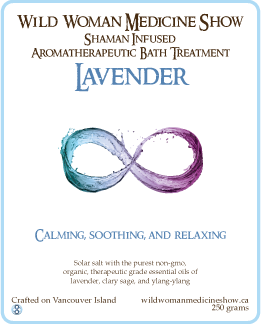 Wild Woman Medicine Show
Shaman Infused
Aromatherapeutic Bath Treatment
Lavender
Calming, soothing, and relaxing
Solar salt with the purest non-gmo,
organic, therapeutic grade essential oils of
lavender, clary sage, and ylang-ylang
Crafted on Vancouver Island wildwomanmedicineshow.ca
250 grams